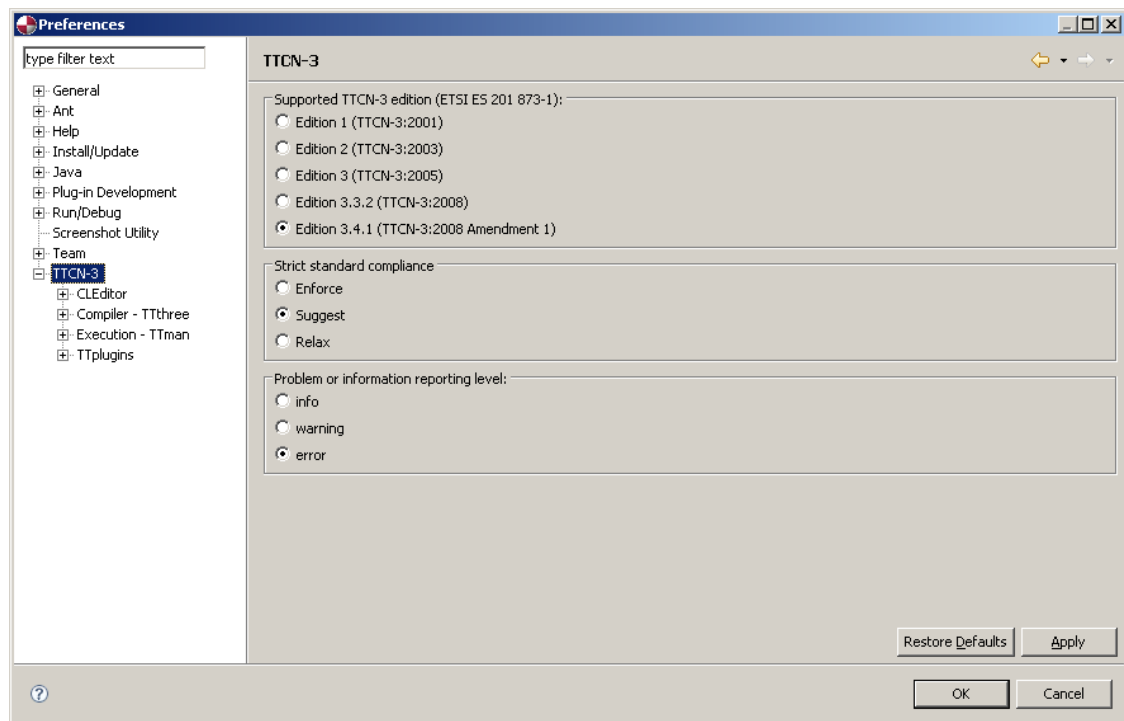 Preferences
type filter text
General
Ant
Help
Install/Update
Java
Plug-in Development
Run/Debug
Screenshot Utility
Team
TTCN-3
CLEditor
Compiler - TTthree
Execution - TTman
TTplugins
TTCN-3
Supported TTCN-3 edition (ETSI ES 201 873-1):
Edition 1 (TTCN-3:2001)
Edition 2 (TTCN-3:2003)
Edition 3 (TTCN-3:2005)
Edition 3.3.2 (TTCN-3:2008)
Edition 3.4.1 (TTCN-3:2008 Amendment 1)
Strict standard compliance
Enforce
Suggest
Relax
Problem or information reporting level:
info
warning
error
Restore Defaults Apply
? OK Cancel